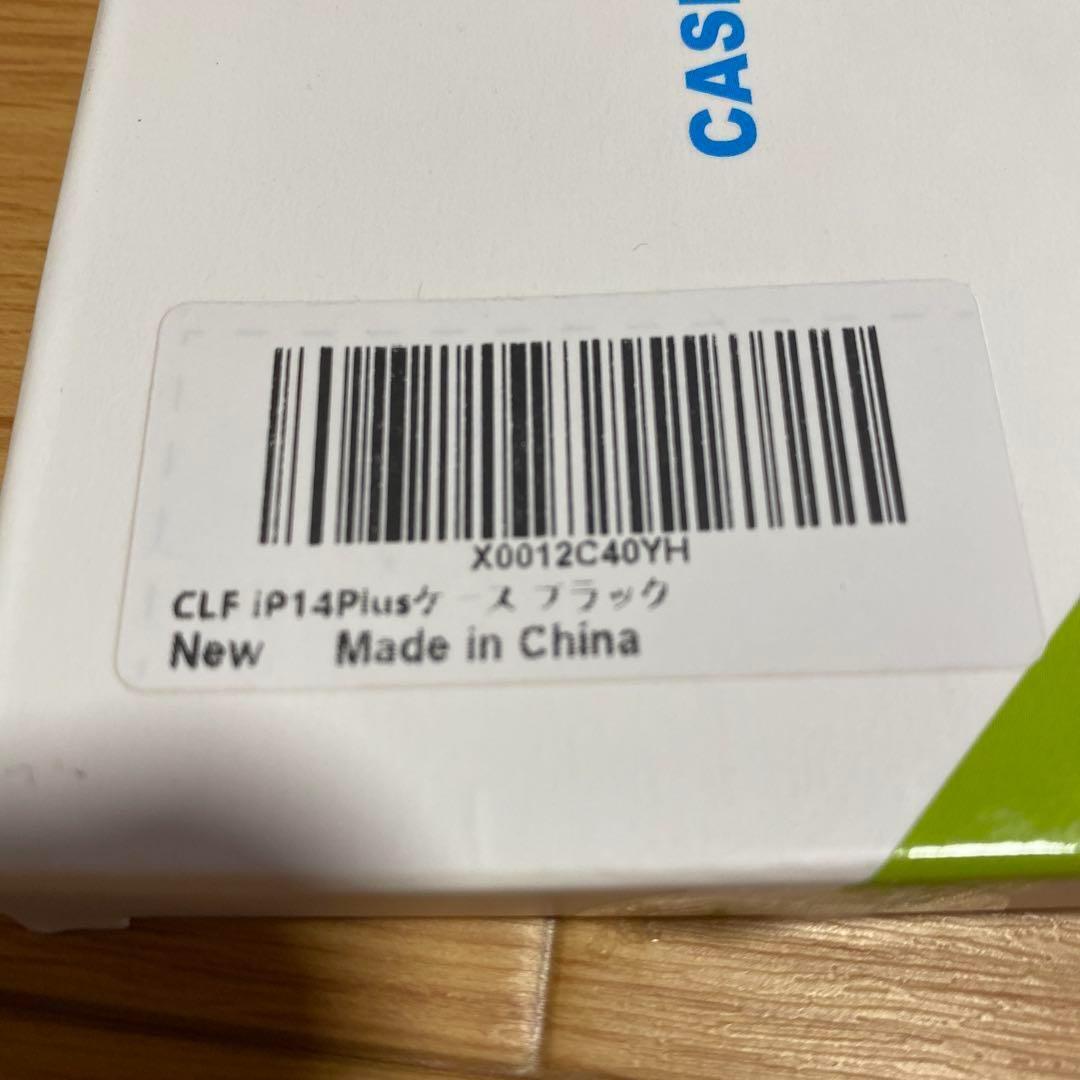 CAS
X0012C40YH
CLF iP14Plusケース ブラック
New Made in China